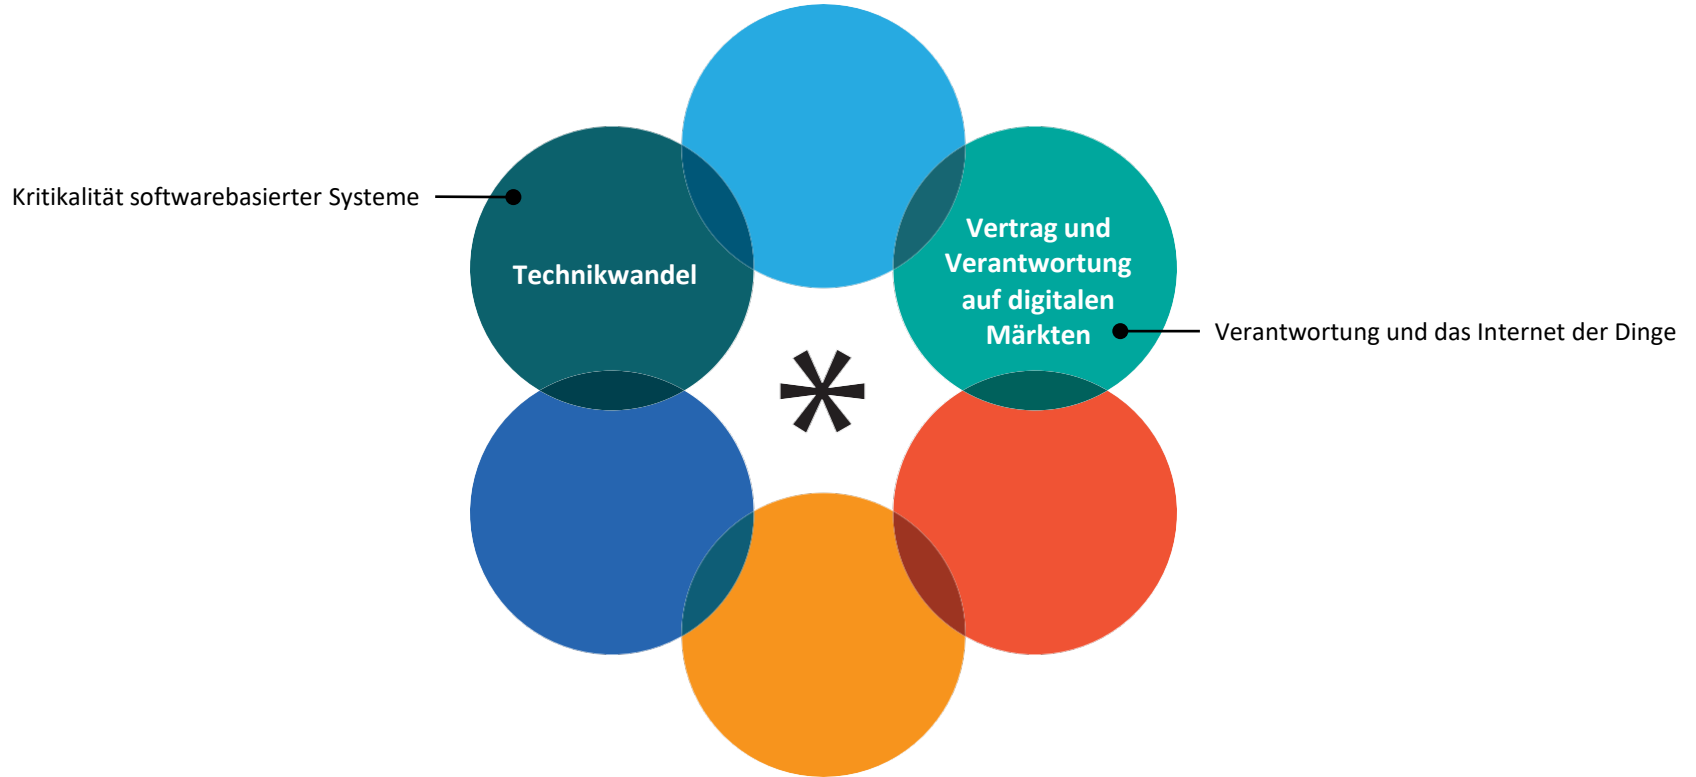 Kritikalität softwarebasierter Systeme
Technikwandel
Vertrag und
Verantwortung
auf digitalen
Märkten
Verantwortung und das Internet der Dinge
*